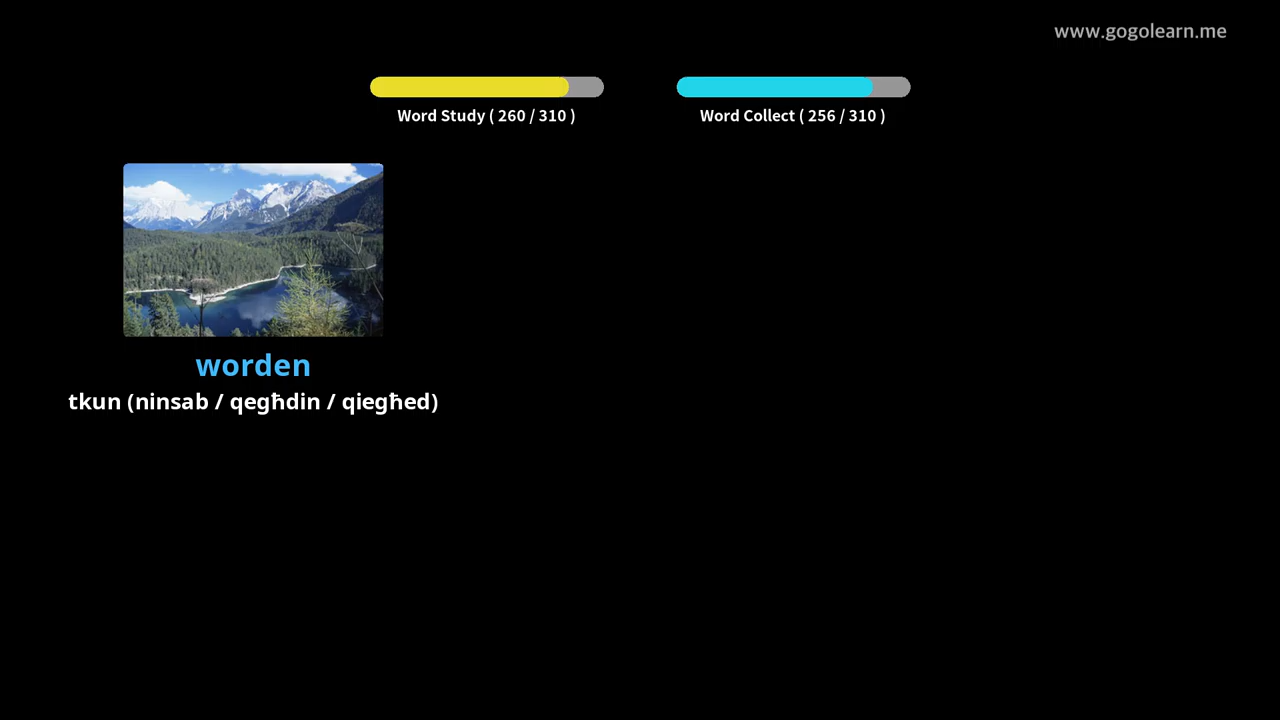 www.gogolearn.me
Word Study ( 260 / 310 )
Word Collect ( 256 / 310 )
worden
tkun (ninsab / qegħdin / qiegħed)